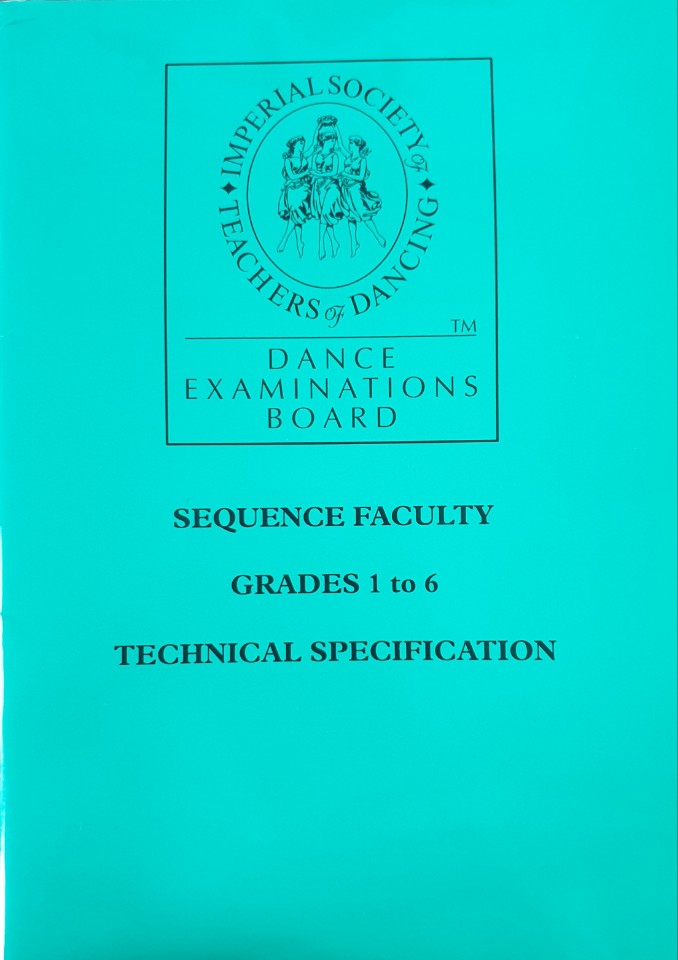 IMPERIAL SOCIETY of
TEACHERS of DANCING
TM
DANCE
EXAMINATIONS
BOARD
SEQUENCE FACULTY
GRADES 1 to 6
TECHNICAL SPECIFICATION